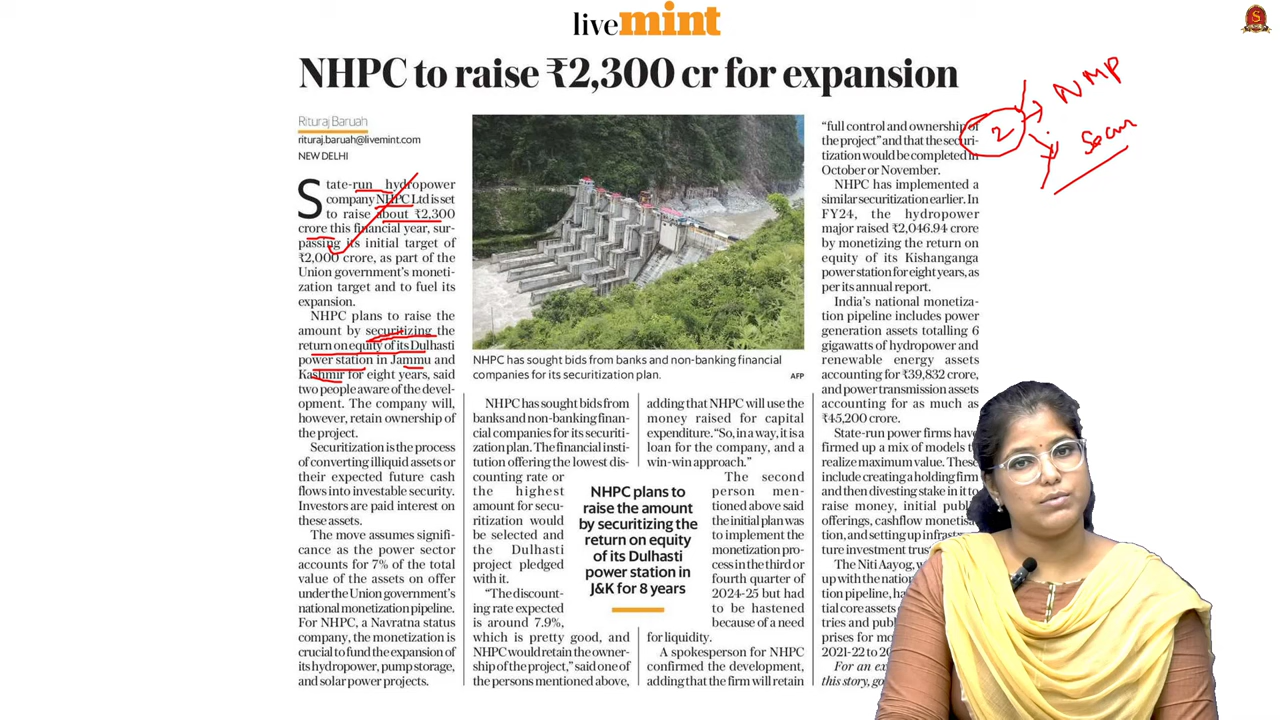 livemint
NHPC to raise ₹2,300 cr for expansion
Rituraj Baruah
rituraj.baruah@livemint.com
NEW DELHI
State-run hydropower
company NHPC Ltd is set
to raise about ₹2,300
crore this financial year, sur-
passing its initial target of
₹2,000 crore, as part of the
Union government's moneti-
zation target and to fuel its
expansion.
NHPC plans to raise the
amount by securitizing the
return on equity of its Dulhasti
power station in Jammu and
Kashmir for eight years, said
two people aware of the devel-
opment. The company will,
however, retain ownership of
the project.
Securitization is the process
of converting illiquid assets or
their expected future cash
flows into investable security.
Investors are paid interest on
these assets.
The move assumes signifi-
cance as the power sector
accounts for 7% of the total
value of the assets on offer
under the Union government's
national monetization pipeline.
For NHPC, a Navratna status
company, the monetization is
crucial to fund the expansion of
its hydropower, pump storage,
and solar power projects.
NHPC has sought bids from banks and non-banking financial
companies for its securitization plan.
AFP
NHPC has sought bids from
banks and non-banking finan-
cial companies for its securiti-
zation plan. The financial insti-
tution offering the lowest dis-
counting rate or
the highest
amount for secu-
ritization would
be selected and
the Dulhasti
project pledged
with it.
"The discount-
ing rate expected
is around 7.9%,
which is pretty good, and
NHPC would retain the owner-
ship of the project," said one of
the persons mentioned above,
NHPC plans to
raise the amount
by securitizing the
return on equity
of its Dulhasti
power station in
J&K for 8 years
adding that NHPC will use the
money raised for capital
expenditure. "So, in a way, it is a
loan for the company, and a
win-win approach."
The second
person men-
tioned above said
the initial plan was
to implement the
monetization pro-
cess in the third or
fourth quarter of
2024-25 but had
to be hastened
because of a need
for liquidity.
A spokesperson for NHPC
confirmed the development,
adding that the firm will retain
"full control and ownership of
the project" and that the securi-
tization would be completed in
October or November.
NHPC has implemented a
similar securitization earlier. In
FY24, the hydropower
major raised ₹2,046.94 crore
by monetizing the return on
equity of its Kishanganga
power station for eight years, as
per its annual report.
India's national monetiza-
tion pipeline includes power
generation assets totalling 6
gigawatts of hydropower and
renewable energy assets
accounting for ₹39,832 crore,
and power transmission assets
accounting for as much as
₹45,200 crore.
State-run power firms have
firmed up a mix of models t
realize maximum value. These
include creating a holding firm
and then divesting stake in it to
raise money, initial publ
offerings, cashflow monetisa
tion, and setting up infrast
ture investment trus
The Niti Aayog, w
up with the nation
tion pipeline, ha
tial core assets
tries and publ
prises for mo
2021-22 to 20
For an ex
this story, go
2
NMP
Secu
S